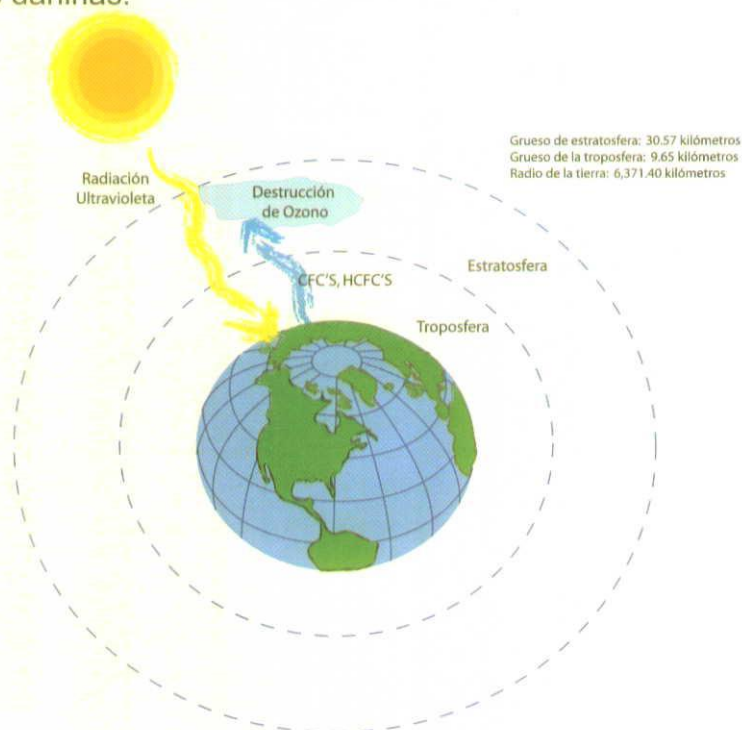 dañinas.
Grueso de estratosfera: 30.57 kilómetros
Grueso de la troposfera: 9.65 kilómetros
Radio de la tierra: 6,371.40 kilómetros
Radiación
Ultravioleta
Destrucción
de Ozono
Estratosfera
CFC'S, HCFC'S
Troposfera